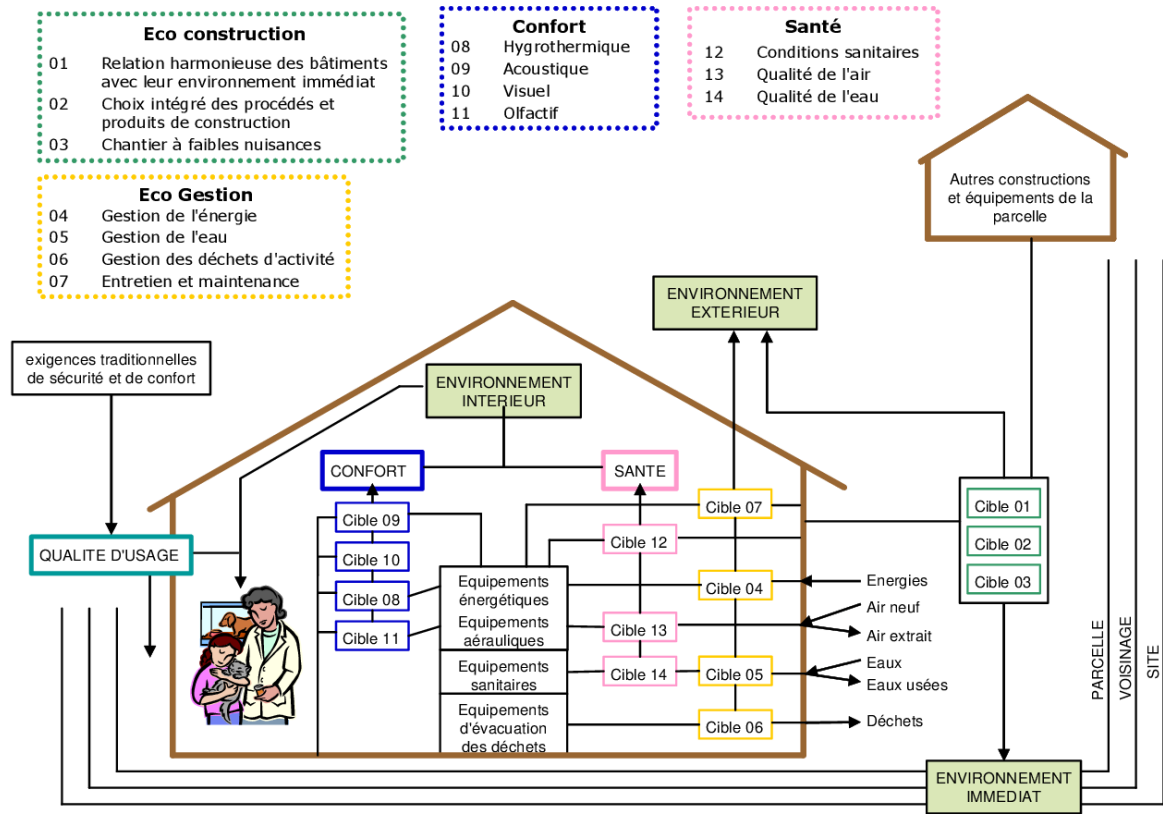 Eco construction
01 Relation harmonieuse des bâtiments
avec leur environnement immédiat
02 Choix intégré des procédés et
produits de construction
03 Chantier à faibles nuisances
Confort
08 Hygrothermique
09 Acoustique
10 Visuel
11 Olfactif
Santé
12 Conditions sanitaires
13 Qualité de l'air
14 Qualité de l'eau
Eco Gestion
04 Gestion de l'énergie
05 Gestion de l'eau
06 Gestion des déchets d'activité
07 Entretien et maintenance
Autres constructions
et équipements de la
parcelle
ENVIRONNEMENT
EXTERIEUR
exigences traditionnelles
de sécurité et de confort
ENVIRONNEMENT
INTERIEUR
CONFORT
SANTE
QUALITE D'USAGE
Cible 09
Cible 10
Cible 08
Cible 11
Equipements
énergétiques
Equipements
aérauliques
Equipements
sanitaires
Equipements
d'évacuation
des déchets
Cible 12
Cible 13
Cible 14
Cible 07
Cible 04
Cible 05
Cible 06
Energies
Air neuf
Air extrait
Eaux
Eaux usées
Déchets
Cible 01
Cible 02
Cible 03
PARCELLE
VOISINAGE
SITE
ENVIRONNEMENT
IMMEDIAT